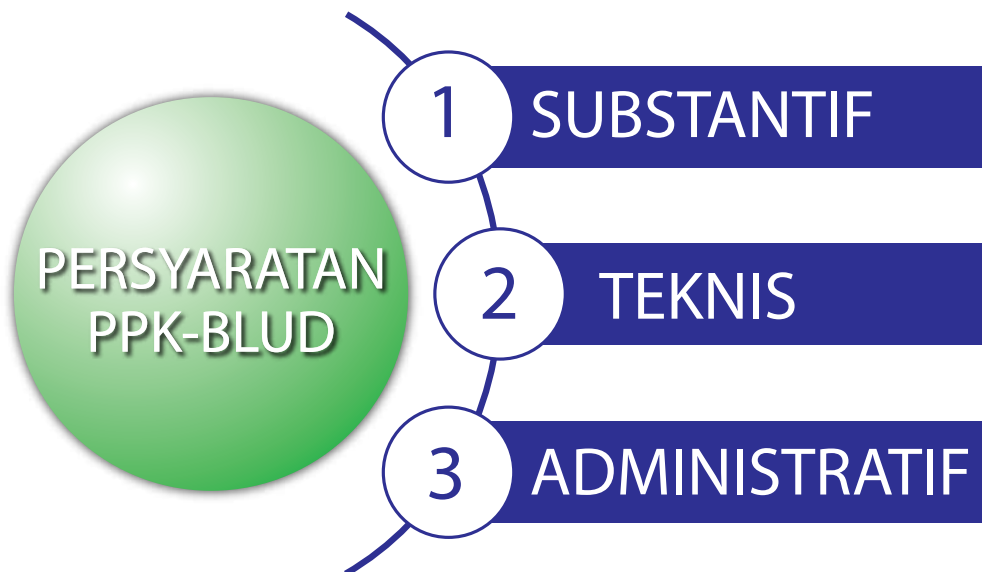 PERSYARATAN
PPK-BLUD
1 SUBSTANTIF
2 TEKNIS
3 ADMINISTRATIF